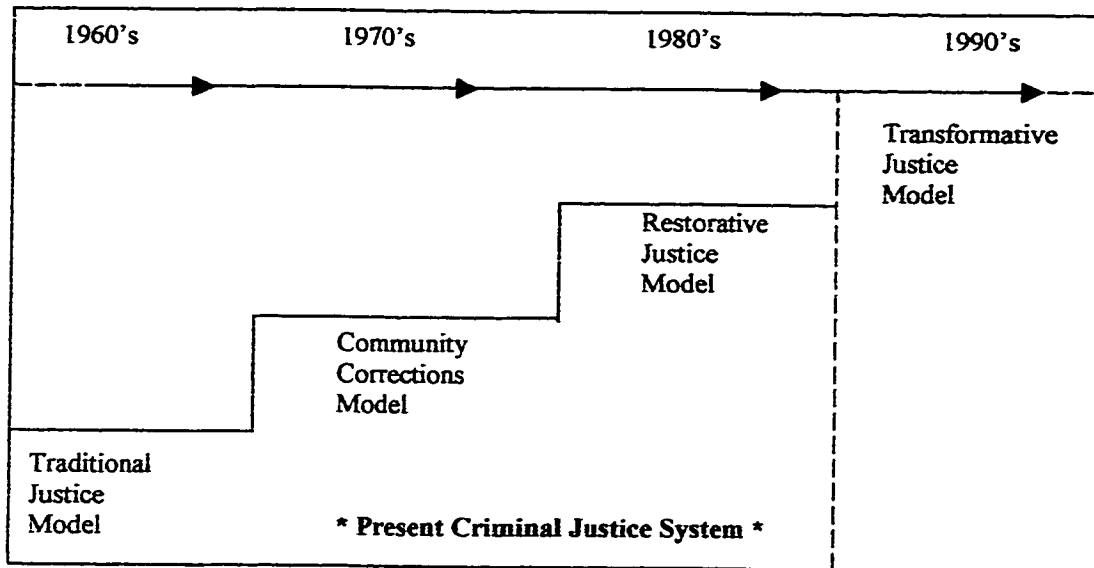 1960's 1970's 1980's 1990's
Transformative
Justice
Model
Restorative
Justice
Model
Community
Corrections
Model
Traditional
Justice
Model
* Present Criminal Justice System *